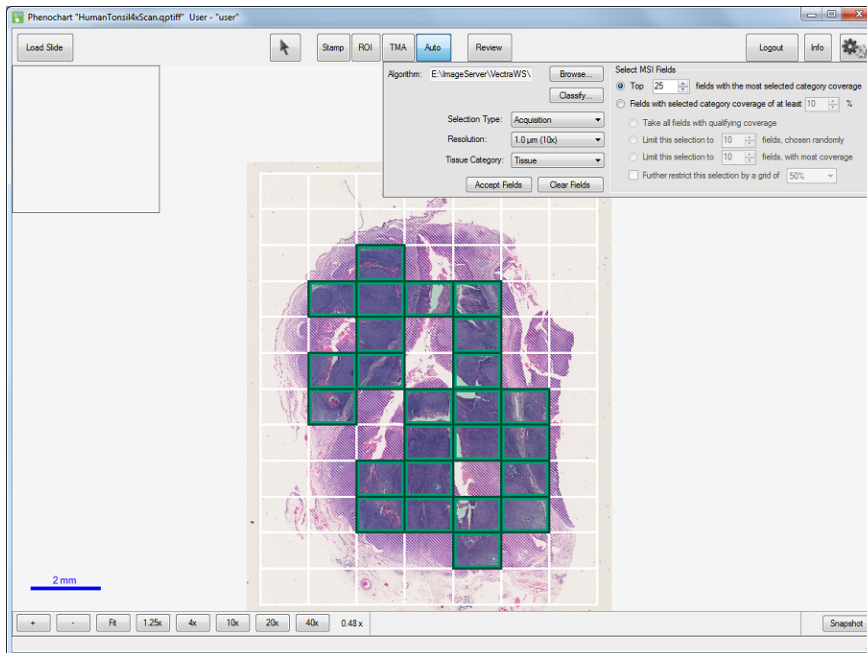 Phenochart "HumanTonsil4xScan.qptiff" User - "user"
Load Slide
Stamp ROI TMA Auto Review Logout Info
Algorithm: E:\ImageServer\VectraWS\ Browse...
Classify...
Selection Type: Acquisition
Resolution: 1.0 µm (10x)
Tissue Category: Tissue
Accept Fields Clear Fields
Select MSI Fields
Top 25 fields with the most selected category coverage
Fields with selected category coverage of at least 10 %
Take all fields with qualifying coverage
Limit this selection to 10 fields, chosen randomly
Limit this selection to 10 fields, with most coverage
Further restrict this selection by a grid of 50%
2 mm
+ - Fit 1.25x 4x 10x 20x 40x 0.48 x Snapshot